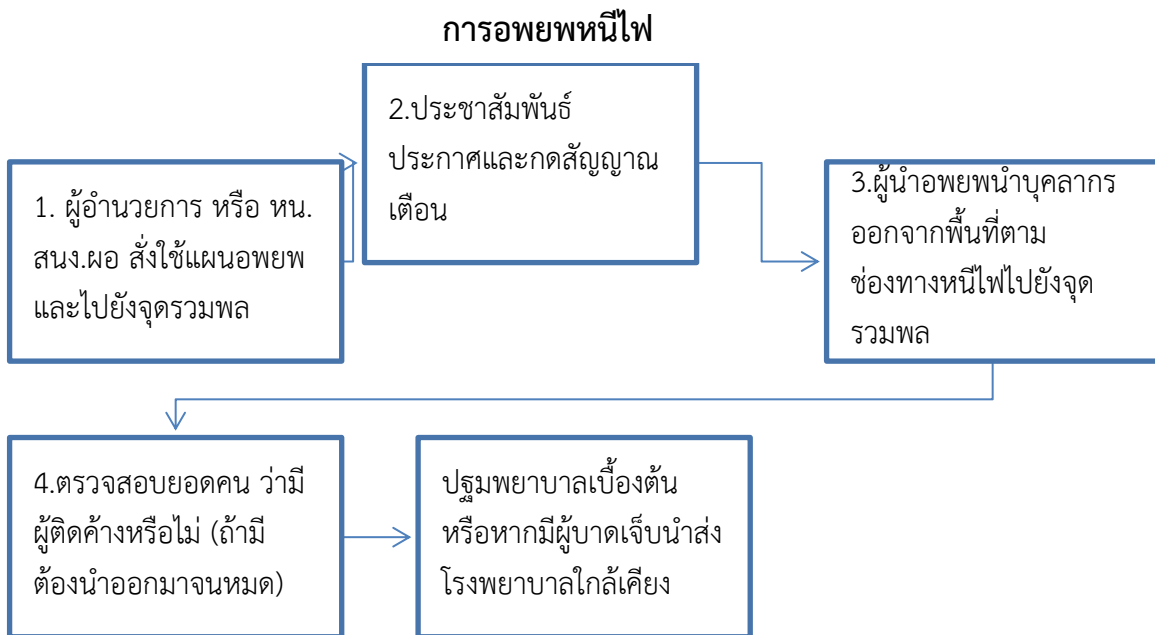 การอพยพหนีไฟ
1. ผู้อำนวยการ หรือ หน.
สนง.ผอ สั่งใช้แผนอพยพ
และไปยังจุดรวมพล
2.ประชาสัมพันธ์
ประกาศและกดสัญญาณ
เตือน
3.ผู้นำอพยพนำบุคลากร
ออกจากพื้นที่ตาม
ช่องทางหนีไฟไปยังจุด
รวมพล
4.ตรวจสอบยอดคน ว่ามี
ผู้ติดค้างหรือไม่ (ถ้ามี
ต้องนำออกมาจนหมด)
ปฐมพยาบาลเบื้องต้น
หรือหากมีผู้บาดเจ็บนำส่ง
โรงพยาบาลใกล้เคียง